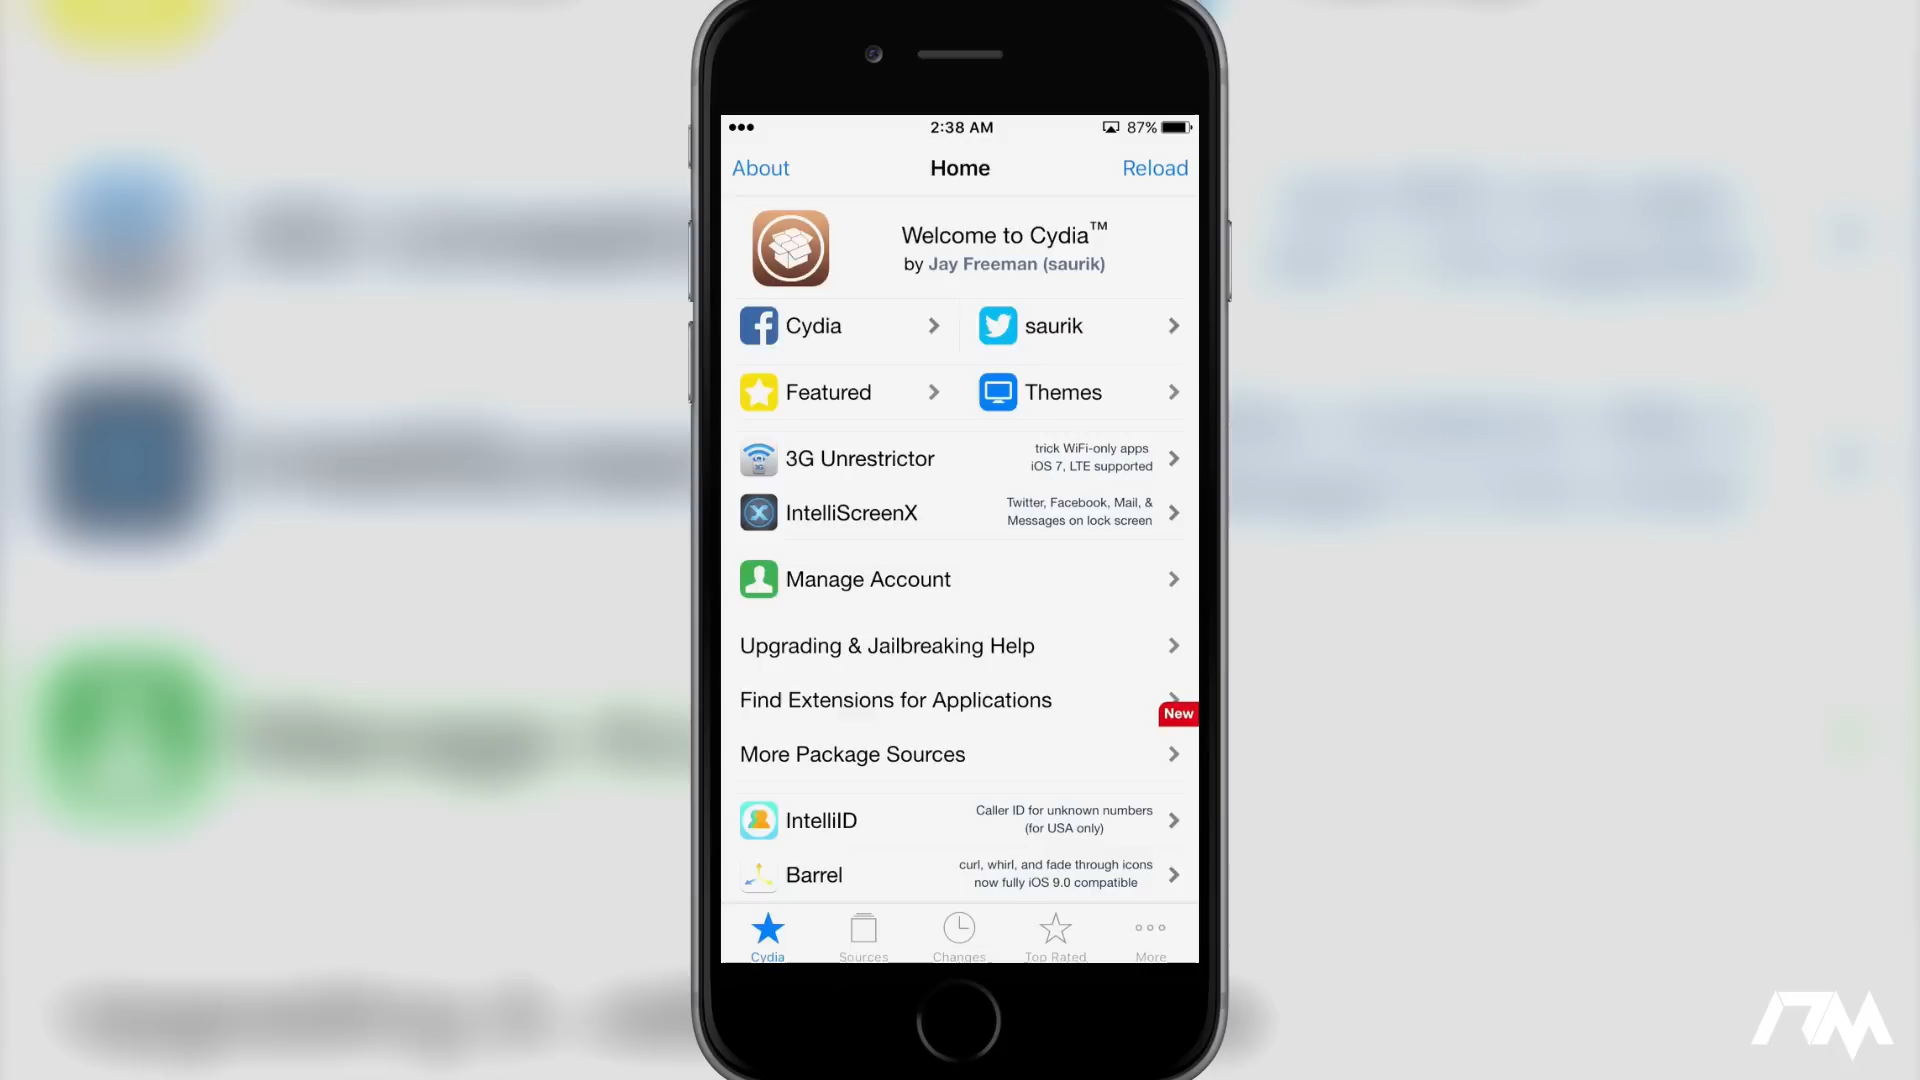 2:38 AM
87%
About
Home
Reload
Welcome to Cydia™
by Jay Freeman (saurik)
Cydia
saurik
Featured
Themes
3G Unrestrictor
trick WiFi-only apps
iOS 7, LTE supported
IntelliScreenX
Twitter, Facebook, Mail, &
Messages on lock screen
Manage Account
Upgrading & Jailbreaking Help
Find Extensions for Applications
New
More Package Sources
IntelliID
Caller ID for unknown numbers
(for USA only)
Barrel
curl, whirl, and fade through icons
now fully iOS 9.0 compatible
Cydia
Sources
Changes
Top Rated
More